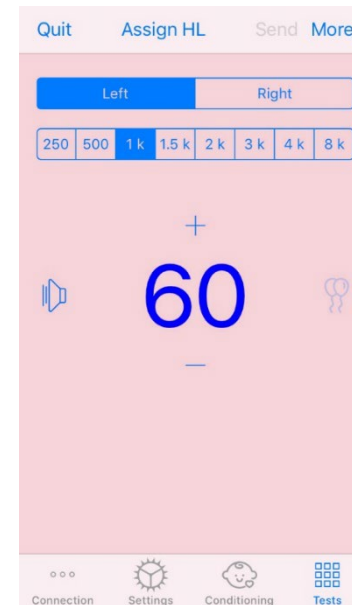 Quit Assign HL Send More
Left Right
250 500 1 k 1.5 k 2 k 3 k 4 k 8 k
+
60
−
Connection Settings Conditioning Tests